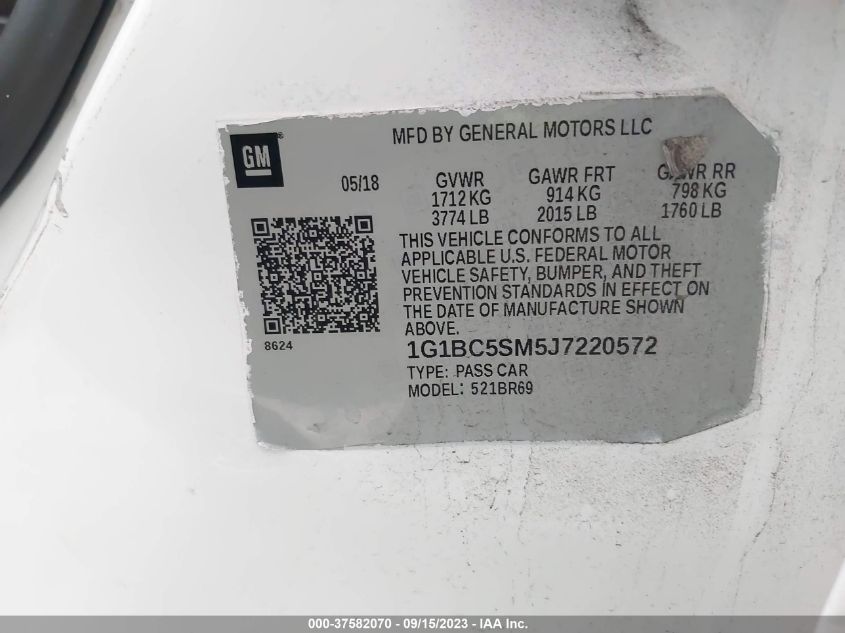 MFD BY GENERAL MOTORS LLC
GM®
05/18
GVWR GAWR FRT GAWR RR
1712 KG 914 KG 798 KG
3774 LB 2015 LB 1760 LB
THIS VEHICLE CONFORMS TO ALL
APPLICABLE U.S. FEDERAL MOTOR
VEHICLE SAFETY, BUMPER, AND THEFT
PREVENTION STANDARDS IN EFFECT ON
THE DATE OF MANUFACTURE SHOWN
ABOVE.
8624
1G1BC5SM5J7220572
TYPE: PASS CAR
MODEL: 521BR69
000-37582070 - 09/15/2023 - IAA Inc.